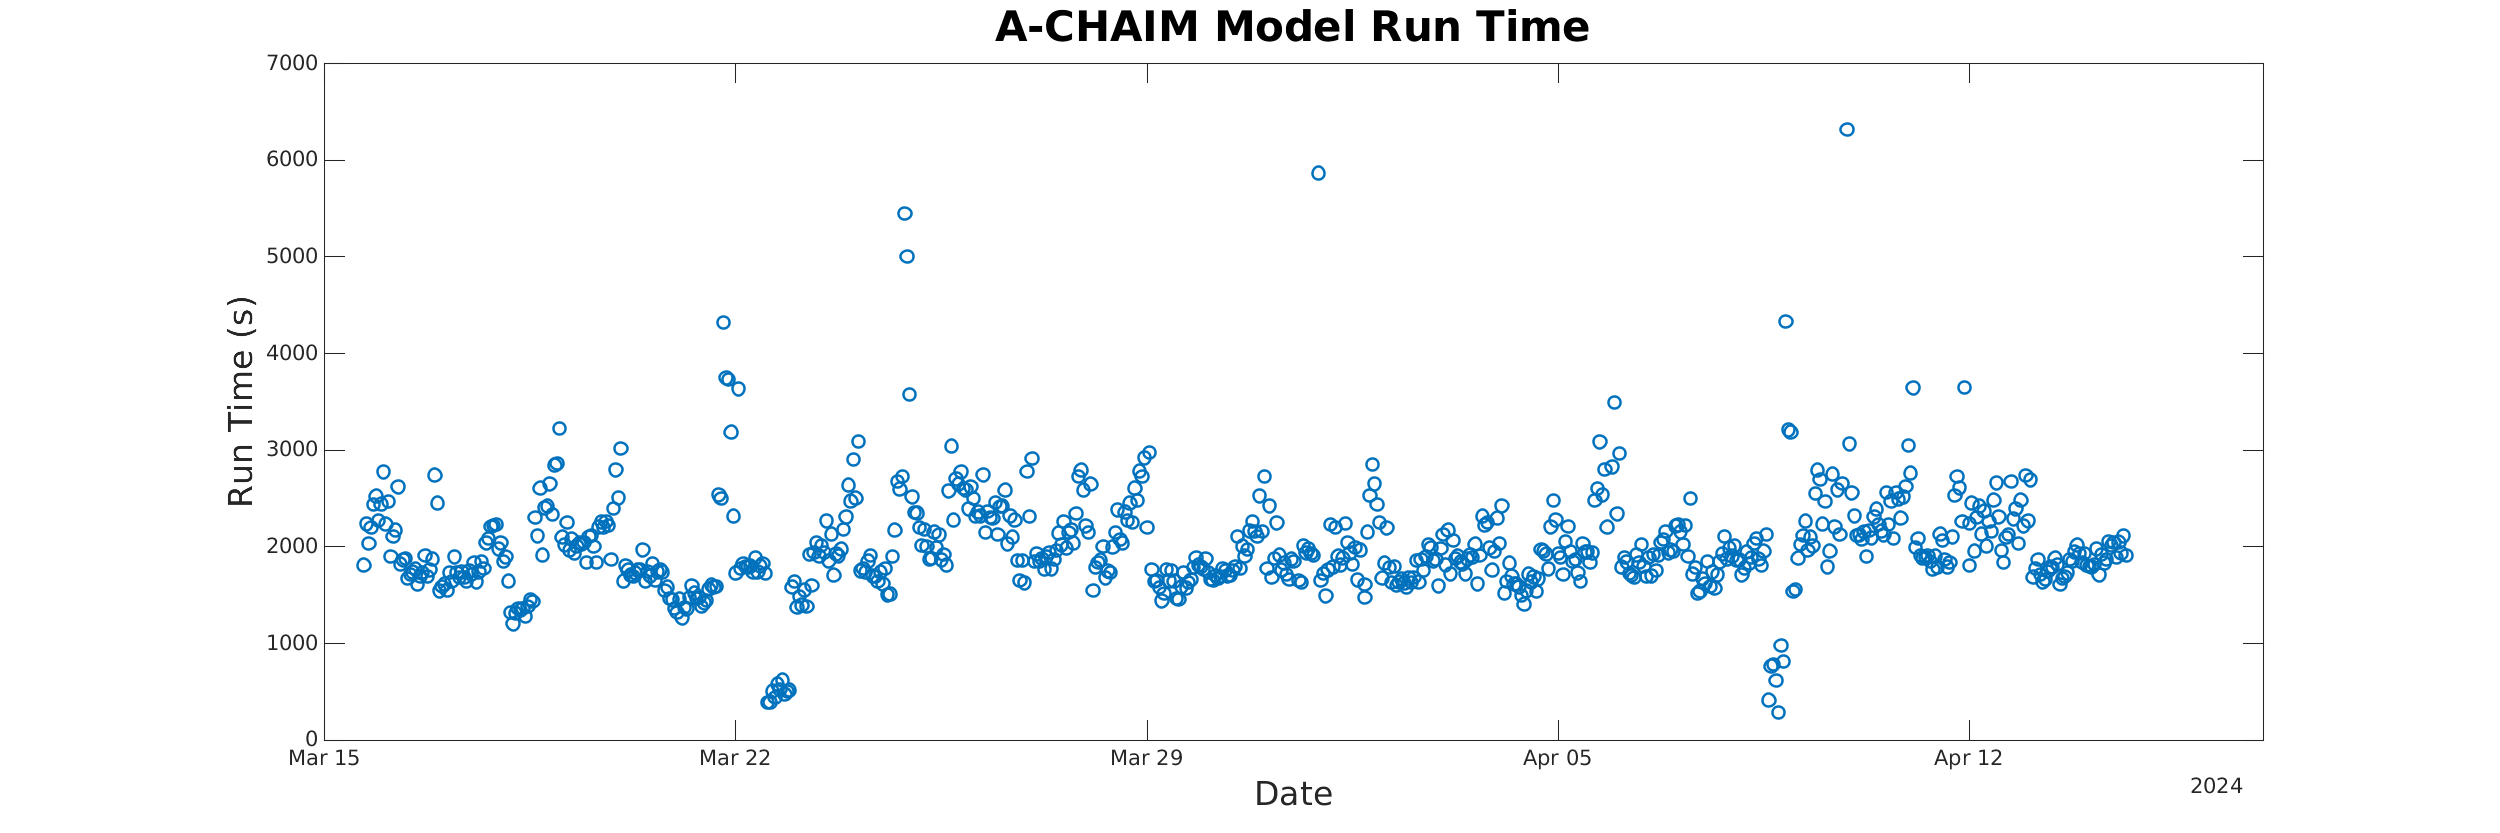 A-CHAIM Model Run Time
7000
6000
5000
4000
3000
2000
1000
0
Run Time (s)
Mar 15 Mar 22 Mar 29 Apr 05 Apr 12
Date
2024